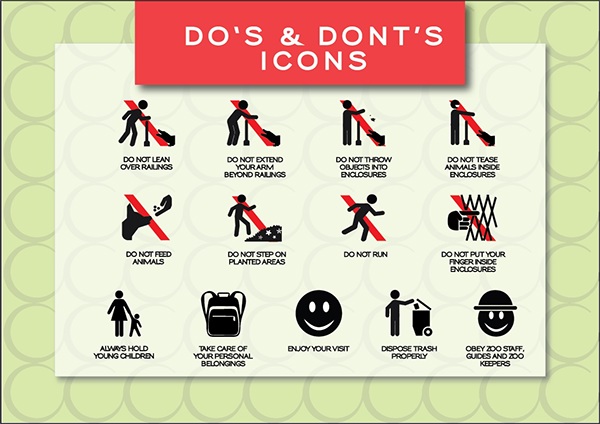 DO'S & DONT'S
ICONS
DO NOT LEAN
OVER RAILINGS
DO NOT EXTEND
YOUR ARM
BEYOND RAILINGS
DO NOT THROW
OBJECTS INTO
ENCLOSURES
DO NOT TEASE
ANIMALS INSIDE
ENCLOSURES
DO NOT FEED
ANIMALS
DO NOT STEP ON
PLANTED AREAS
DO NOT RUN
DO NOT PUT YOUR
FINGER INSIDE
ENCLOSURES
ALWAYS HOLD
YOUNG CHILDREN
TAKE CARE OF
YOUR PERSONAL
BELONGINGS
ENJOY YOUR VISIT
DISPOSE TRASH
PROPERLY
OBEY ZOO STAFF,
GUIDES AND ZOO
KEEPERS